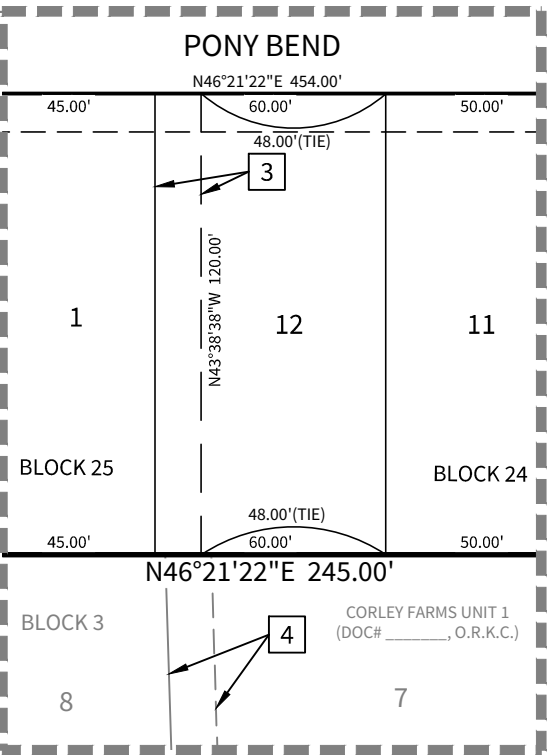 PONY BEND
N46°21'22"E 454.00'
45.00' 60.00' 50.00'
48.00'(TIE)
3
N43°38'38"W 120.00'
1 12 11
BLOCK 25 BLOCK 24
48.00'(TIE)
45.00' 60.00' 50.00'
N46°21'22"E 245.00'
BLOCK 3 CORLEY FARMS UNIT 1
(DOC# _______, O.R.K.C.)
4
8 7